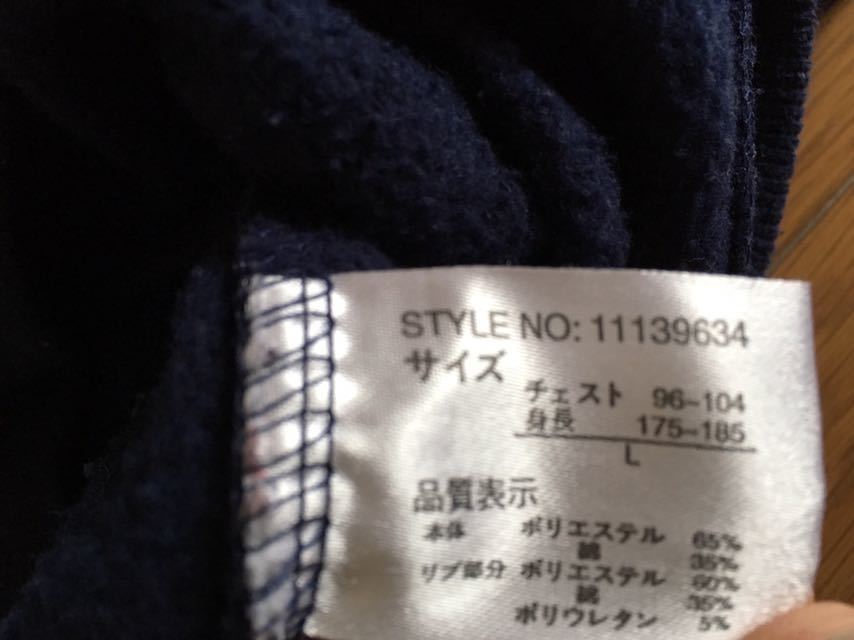 STYLE NO: 11139634
サイズ
チェスト 96~104
身長 175~185
L
品質表示
本体 ポリエステル 65%
綿 35%
リブ部分 ポリエステル 60%
綿 35%
ポリウレタン 5%